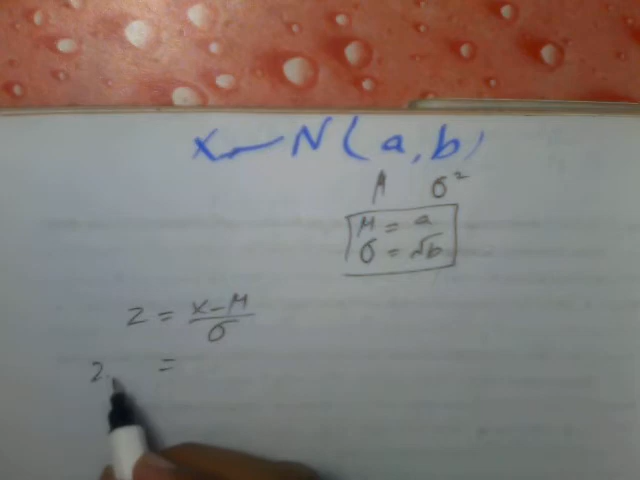 x ~ N(a,b)
μ σ²
μ = a
σ = √b
z = x-μ/σ
z =